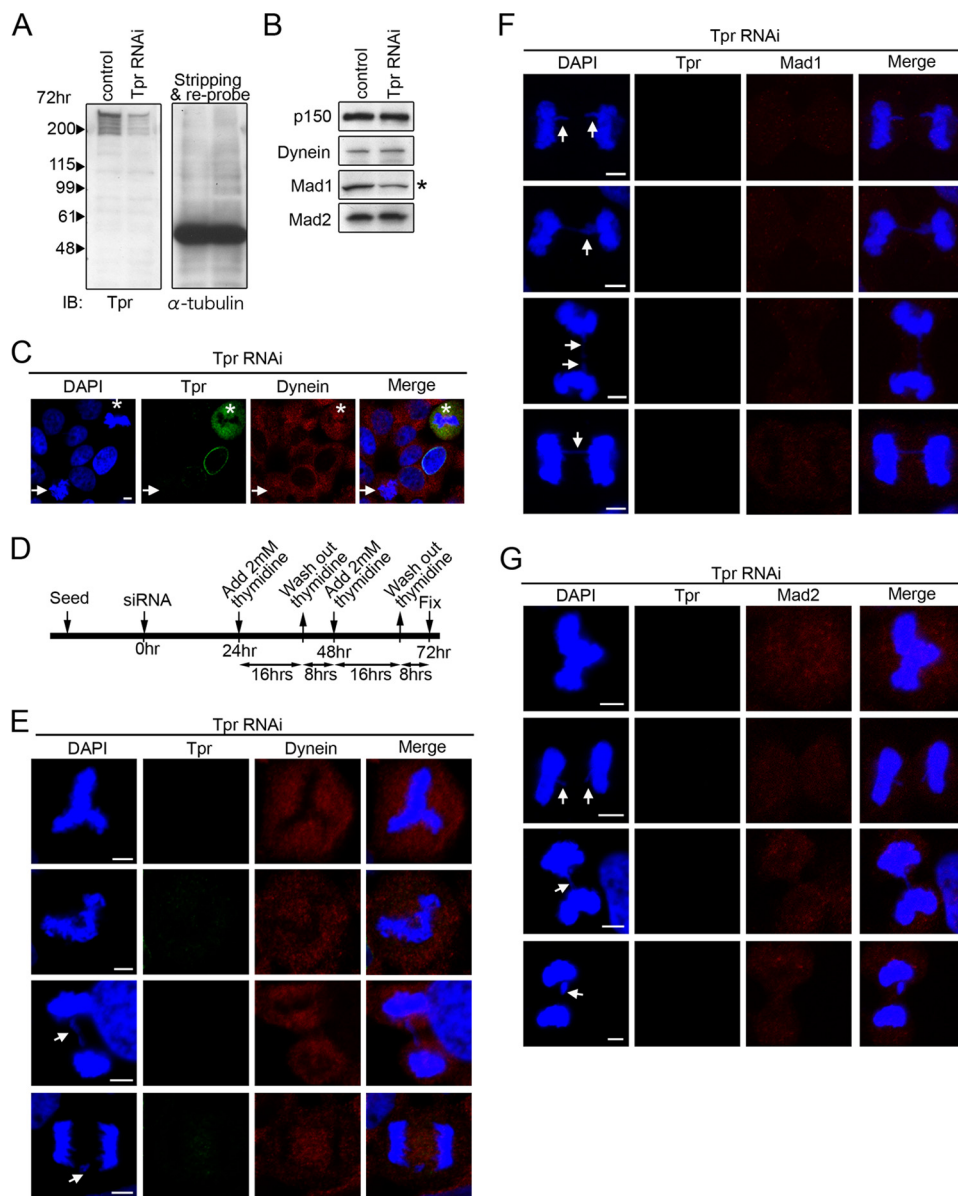 A
control
Tpr RNAi
72hr
Stripping
& re-probe
200
115
99
61
48
IB:
Tpr
α-tubulin
B
control
Tpr RNAi
p150
Dynein
Mad1
*
Mad2
C
Tpr RNAi
DAPI
Tpr
Dynein
Merge
*
*
*
*
D
Seed
siRNA
Add 2mM
thymidine
Wash out
thymidine
Add 2mM
thymidine
Wash out
thymidine
Fix
0hr
24hr
48hr
72hr
16hrs
8hrs
16hrs
8hrs
E
Tpr RNAi
DAPI
Tpr
Dynein
Merge
F
Tpr RNAi
DAPI
Tpr
Mad1
Merge
G
Tpr RNAi
DAPI
Tpr
Mad2
Merge